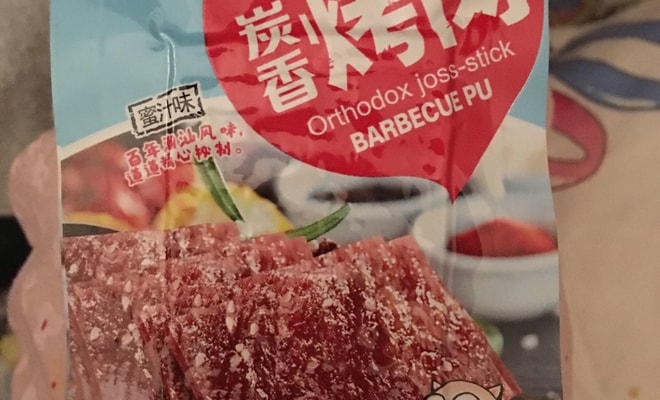 炭香
烤肉
Orthodox joss-stick
BARBECUE PU
蜜汁味
百年潮汕风味，
道道精心秘制。